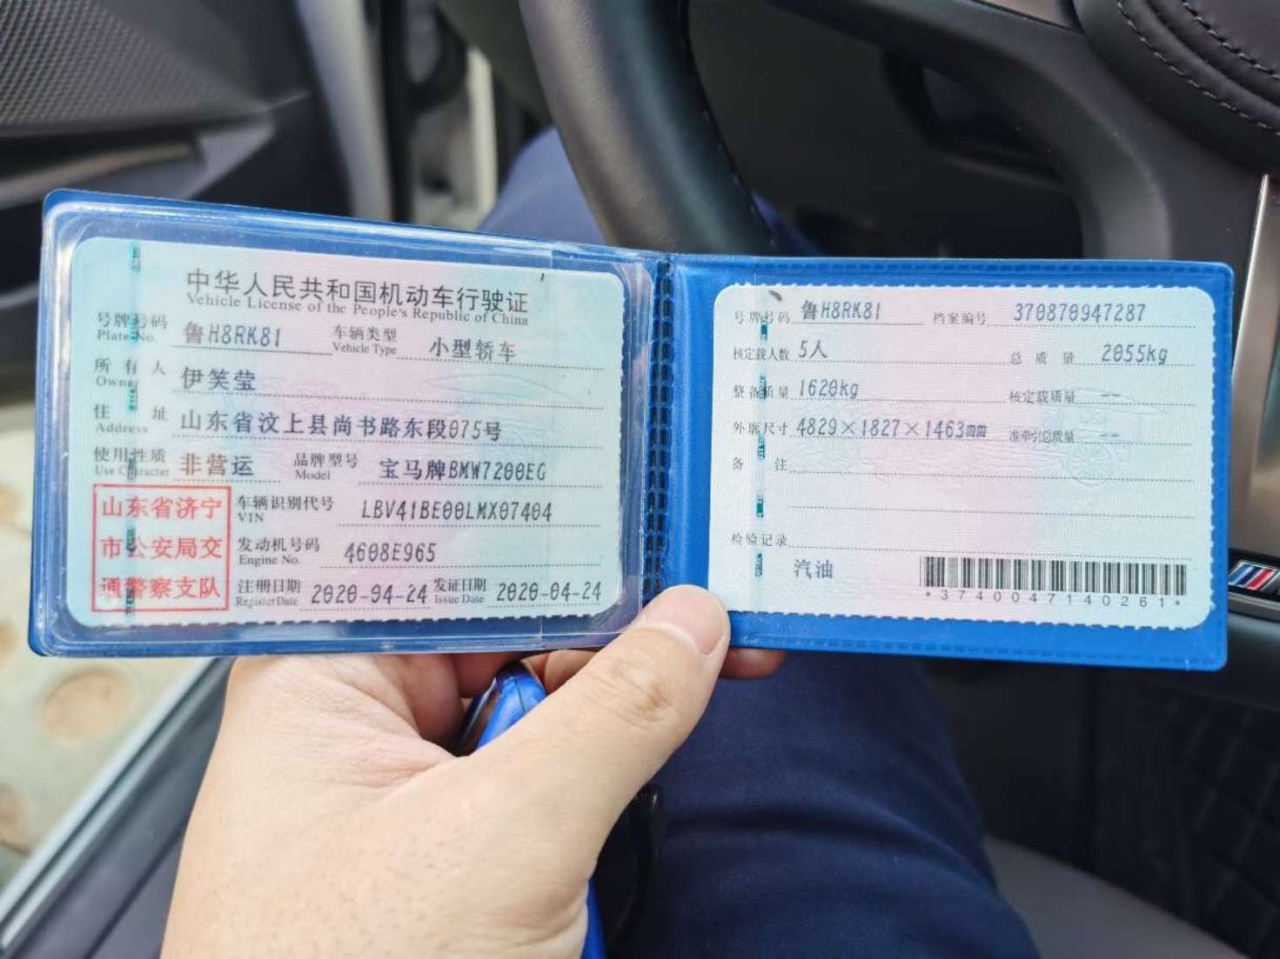 中华人民共和国机动车行驶证
Vehicle License of the People's Republic of China
号牌号码 鲁H8RK81 车辆类型 小型轿车
Plate No. Vehicle Type
所有人 伊笑莹
Owner
住址 山东省汶上县尚书路东段075号
Address
使用性质 非营运 品牌型号 宝马牌BMW7200EG
Use Character Model
山东省济宁
市公安局交
通警察支队
车辆识别代号 LBV41BE00LMX07404
VIN
发动机号码 4608E965
Engine No.
注册日期 2020-04-24 发证日期 2020-04-24
Register Date Issue Date
号牌号码 鲁H8RK81 档案编号 370870947287
核定载人数 5人 总质量 2055kg
整备质量 1620kg 核定载质量 --
外廓尺寸 4829×1827×1463mm 准牵引总质量 --
备注
检验记录
汽油
*3740047140261*